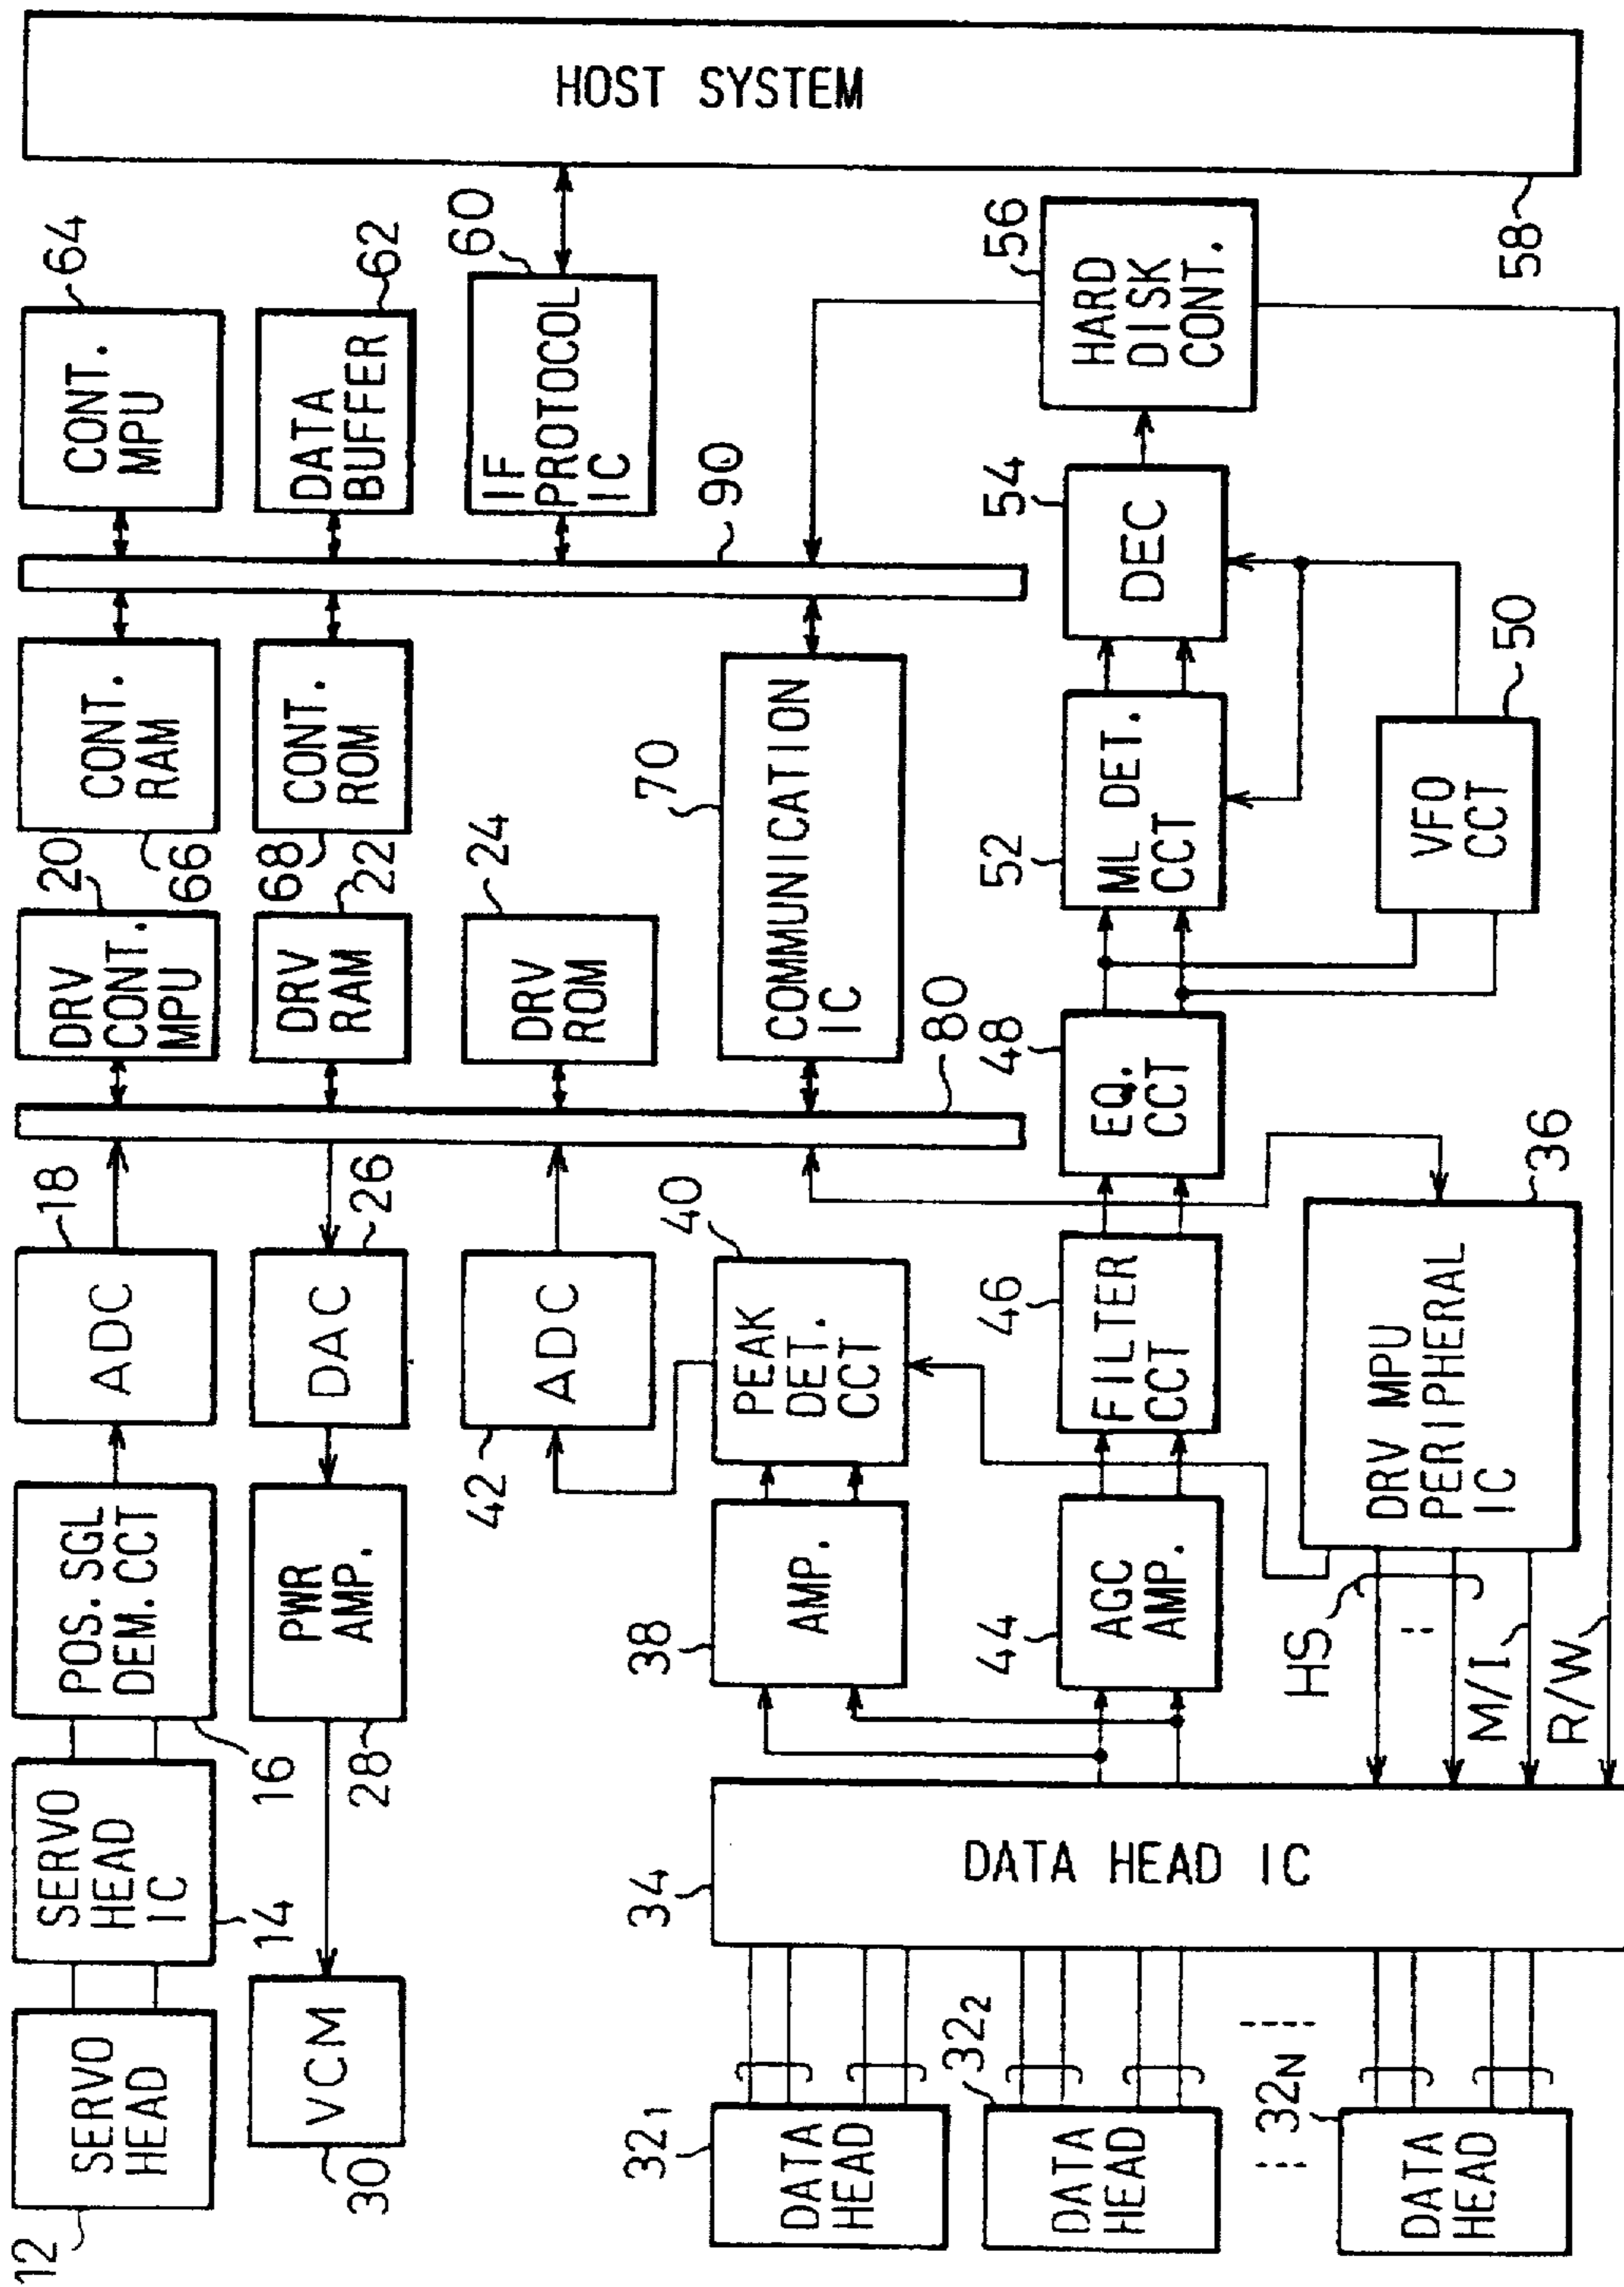 12
SERVO
HEAD
14
SERVO
HEAD
IC
16
POS. SGL
DEM. CCT
18
ADC
20
DRV
CONT.
MPU
66
CONT.
RAM
64
CONT.
MPU
30
VCM
28
PWR
AMP.
26
DAC
22
DRV
RAM
68
CONT.
ROM
62
DATA
BUFFER
42
ADC
24
DRV
ROM
60
IF
PROTOCOL
IC
80
90
HOST SYSTEM
58
32₁
DATA
HEAD
34
DATA HEAD IC
38
AMP.
40
PEAK
DET.
CCT
70
COMMUNICATION
IC
32₂
DATA
HEAD
44
AGC
AMP.
46
FILTER
CCT
48
EQ.
CCT
52
ML DET.
CCT
54
DEC
56
HARD
DISK
CONT.
32N
DATA
HEAD
HS
M/I
R/W
DRV MPU
PERIPHERAL
IC
36
VFO
CCT
50